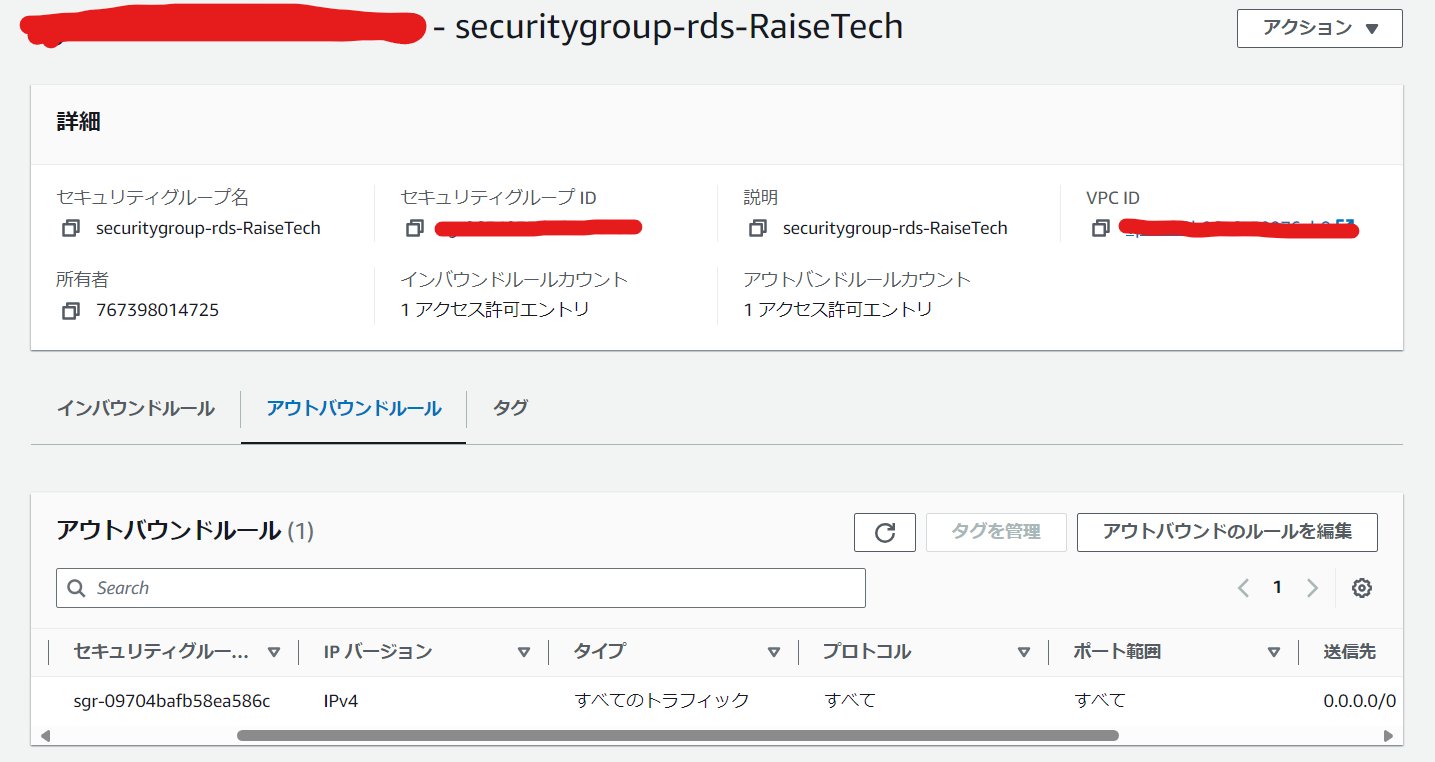 - securitygroup-rds-RaiseTech
アクション
詳細
セキュリティグループ名
securitygroup-rds-RaiseTech
セキュリティグループ ID
説明
securitygroup-rds-RaiseTech
VPC ID
所有者
767398014725
インバウンドルールカウント
1 アクセス許可エントリ
アウトバンドルールカウント
1 アクセス許可エントリ
インバウンドルール アウトバウンドルール タグ
アウトバウンドルール (1)
タグを管理 アウトバウンドのルールを編集
Search
1
セキュリティグルー... IP バージョン タイプ プロトコル ポート範囲 送信先
sgr-09704bafb58ea586c IPv4 すべてのトラフィック すべて すべて 0.0.0.0/0